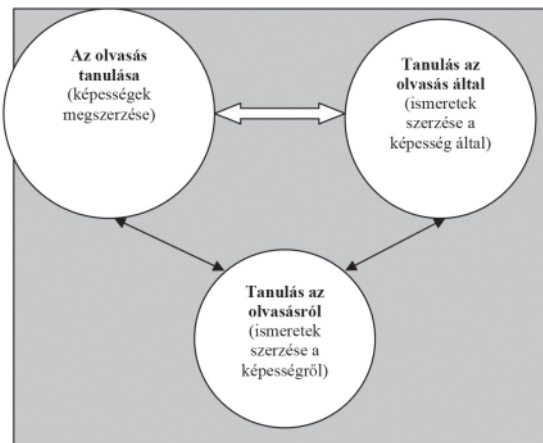 Az olvasás
tanulása
(képességek
megszerzése)
Tanulás az
olvasás által
(ismeretek
szerzése a
képesség által)
Tanulás az
olvasásról
(ismeretek
szerzése a
képességről)